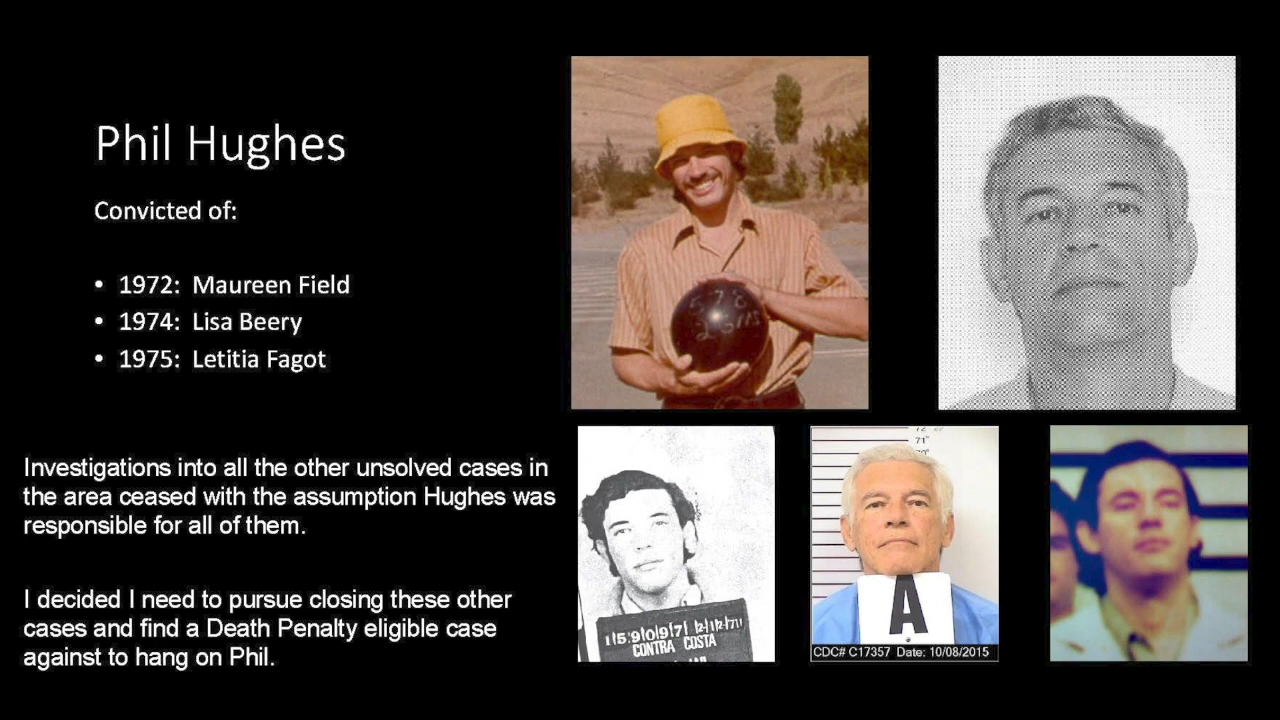 Phil Hughes
Convicted of:
• 1972: Maureen Field
• 1974: Lisa Beery
• 1975: Letitia Fagot
Investigations into all the other unsolved cases in
the area ceased with the assumption Hughes was
responsible for all of them.
I decided I need to pursue closing these other
cases and find a Death Penalty eligible case
against to hang on Phil.
578
CONTRA COSTA
71"
A
CDC# C17357 Date: 10/08/2015